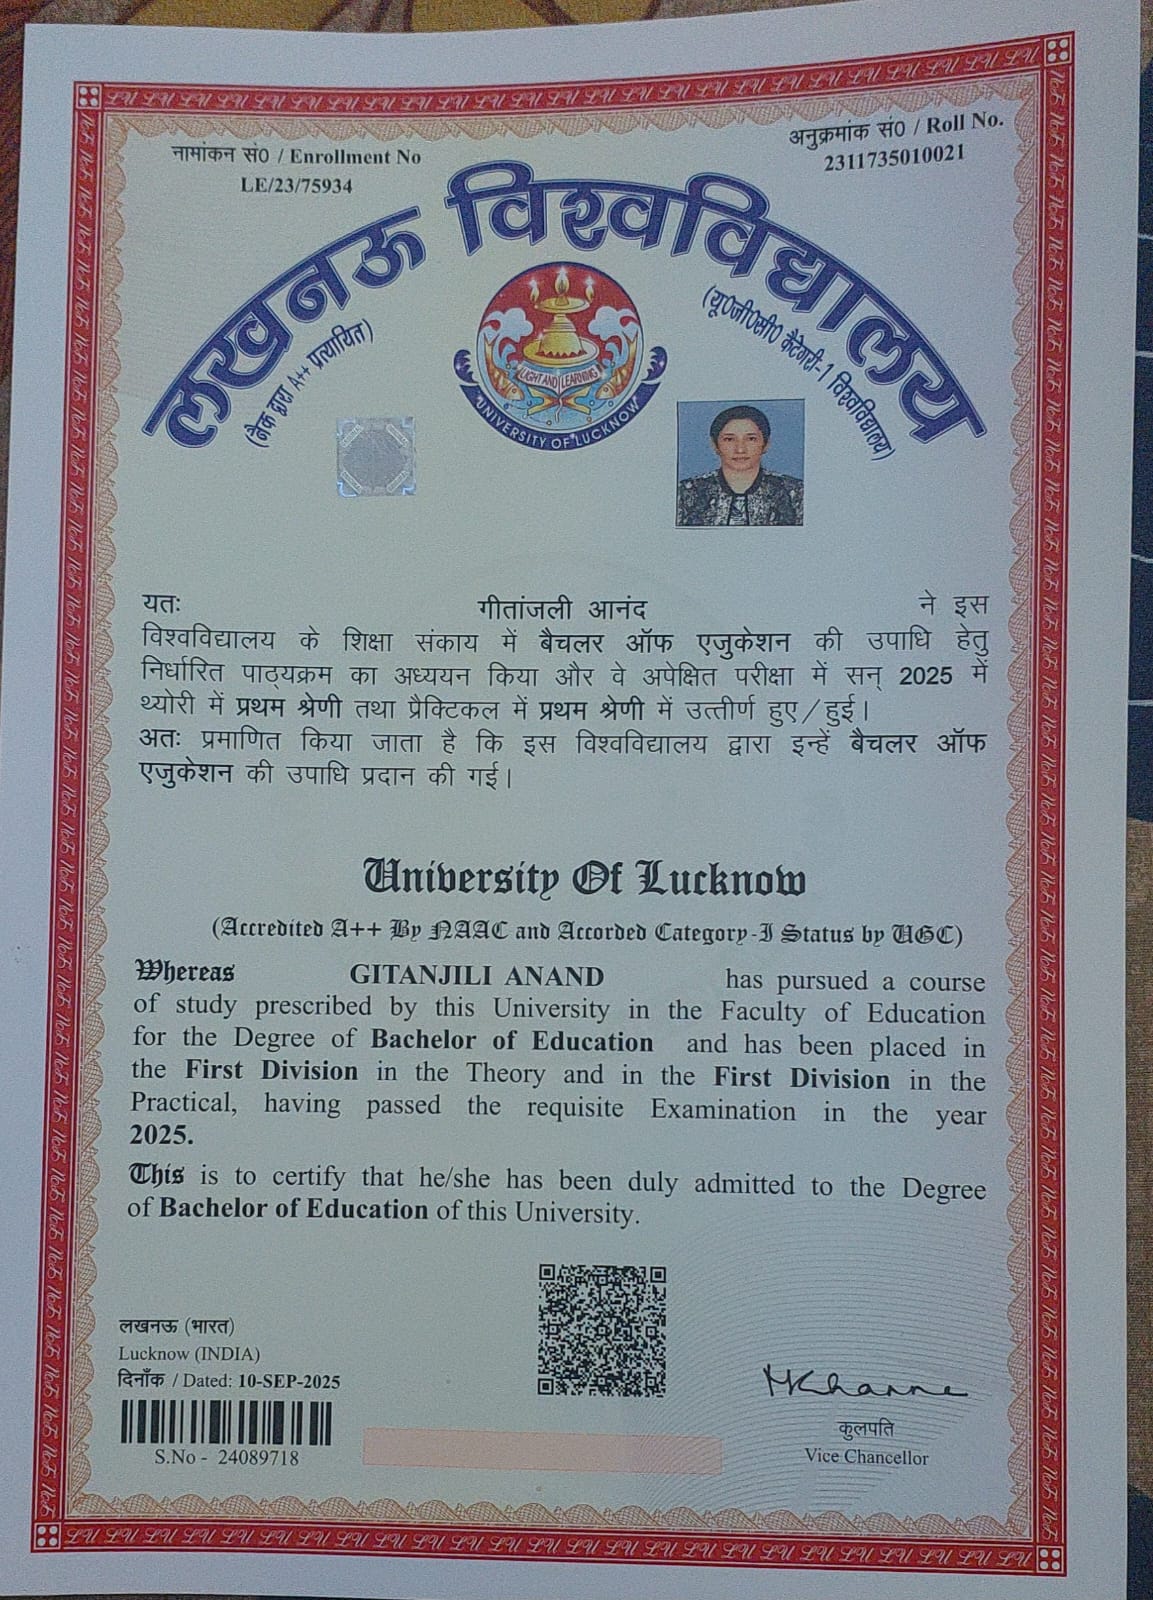 नामांकन सं0 / Enrollment No
LE/23/75934
अनुक्रमांक सं0 / Roll No.
2311735010021
लखनऊ विश्वविद्यालय
(नैक द्वारा A++ प्रत्यायित)
(यू0जी0सी0 कैटेगरी-1 विश्वविद्यालय)
LIGHT AND LEARNING
UNIVERSITY OF LUCKNOW
यतः गीतांजली आनंद ने इस
विश्वविद्यालय के शिक्षा संकाय में बैचलर ऑफ एजुकेशन की उपाधि हेतु
निर्धारित पाठ्यक्रम का अध्ययन किया और वे अपेक्षित परीक्षा में सन् 2025 में
थ्योरी में प्रथम श्रेणी तथा प्रैक्टिकल में प्रथम श्रेणी में उत्तीर्ण हुए/हुई।
अतः प्रमाणित किया जाता है कि इस विश्वविद्यालय द्वारा इन्हें बैचलर ऑफ
एजुकेशन की उपाधि प्रदान की गई।
University Of Lucknow
(Accredited A++ By NAAC and Accorded Category-I Status by UGC)
Whereas GITANJILI ANAND has pursued a course
of study prescribed by this University in the Faculty of Education
for the Degree of Bachelor of Education and has been placed in
the First Division in the Theory and in the First Division in the
Practical, having passed the requisite Examination in the year
2025.
This is to certify that he/she has been duly admitted to the Degree
of Bachelor of Education of this University.
लखनऊ (भारत)
Lucknow (INDIA)
दिनाँक / Dated: 10-SEP-2025
S.No - 24089718
कुलपति
Vice Chancellor